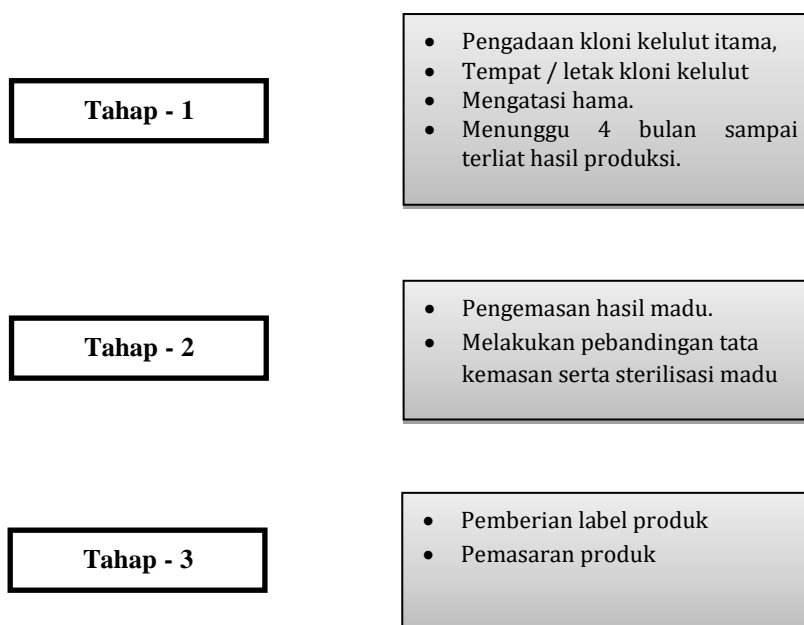 Tahap - 1
• Pengadaan kloni kelulut itama,
• Tempat / letak kloni kelulut
• Mengatasi hama.
• Menunggu 4 bulan sampai
terliat hasil produksi.
Tahap - 2
• Pengemasan hasil madu.
• Melakukan pebandingan tata
kemasan serta sterilisasi madu
Tahap - 3
• Pemberian label produk
• Pemasaran produk